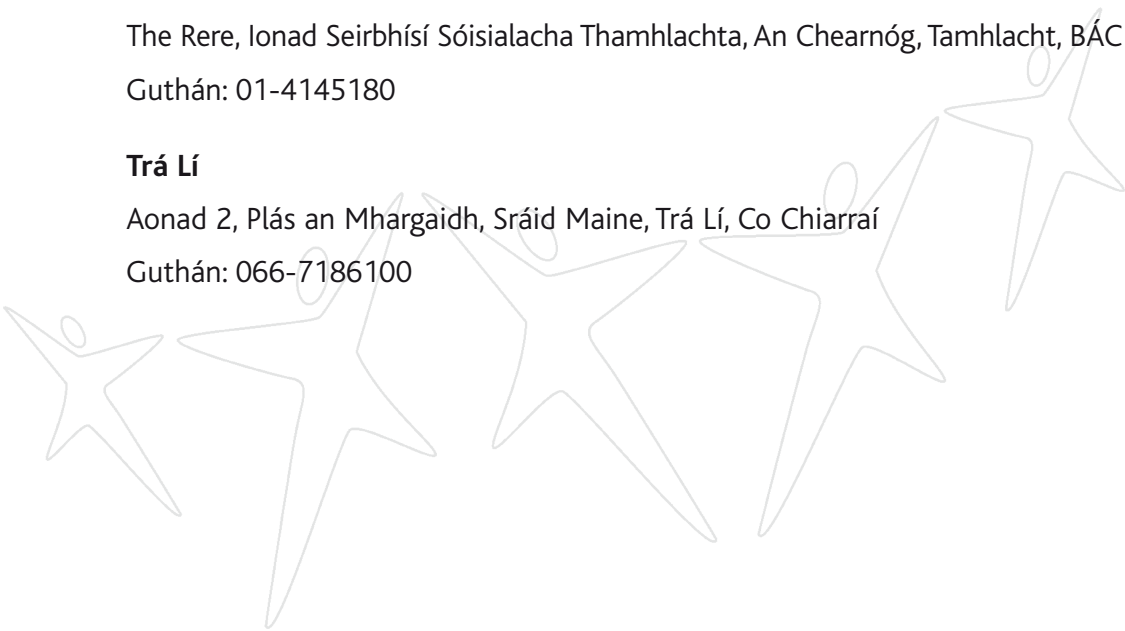 The Rere, Ionad Seirbhísí Sóisialacha Thamhlachta, An Chearnóg, Tamhlacht, BÁC
Guthán: 01-4145180
Trá Lí
Aonad 2, Plás an Mhargaidh, Sráid Maine, Trá Lí, Co Chiarraí
Guthán: 066-7186100